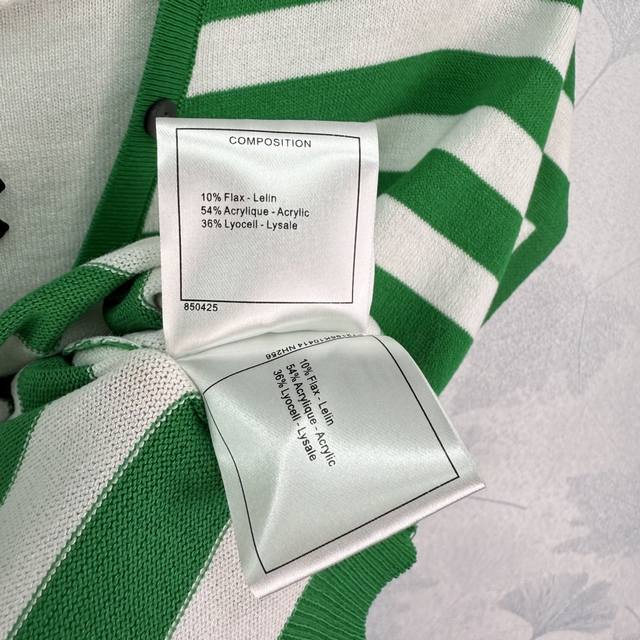 COMPOSITION
10% Flax - Lelin
54% Acrylique - Acrylic
36% Lyocell - Lysale
850425
10% Flax - Lelin
54% Acrylique - Acrylic
36% Lyocell - Lysale